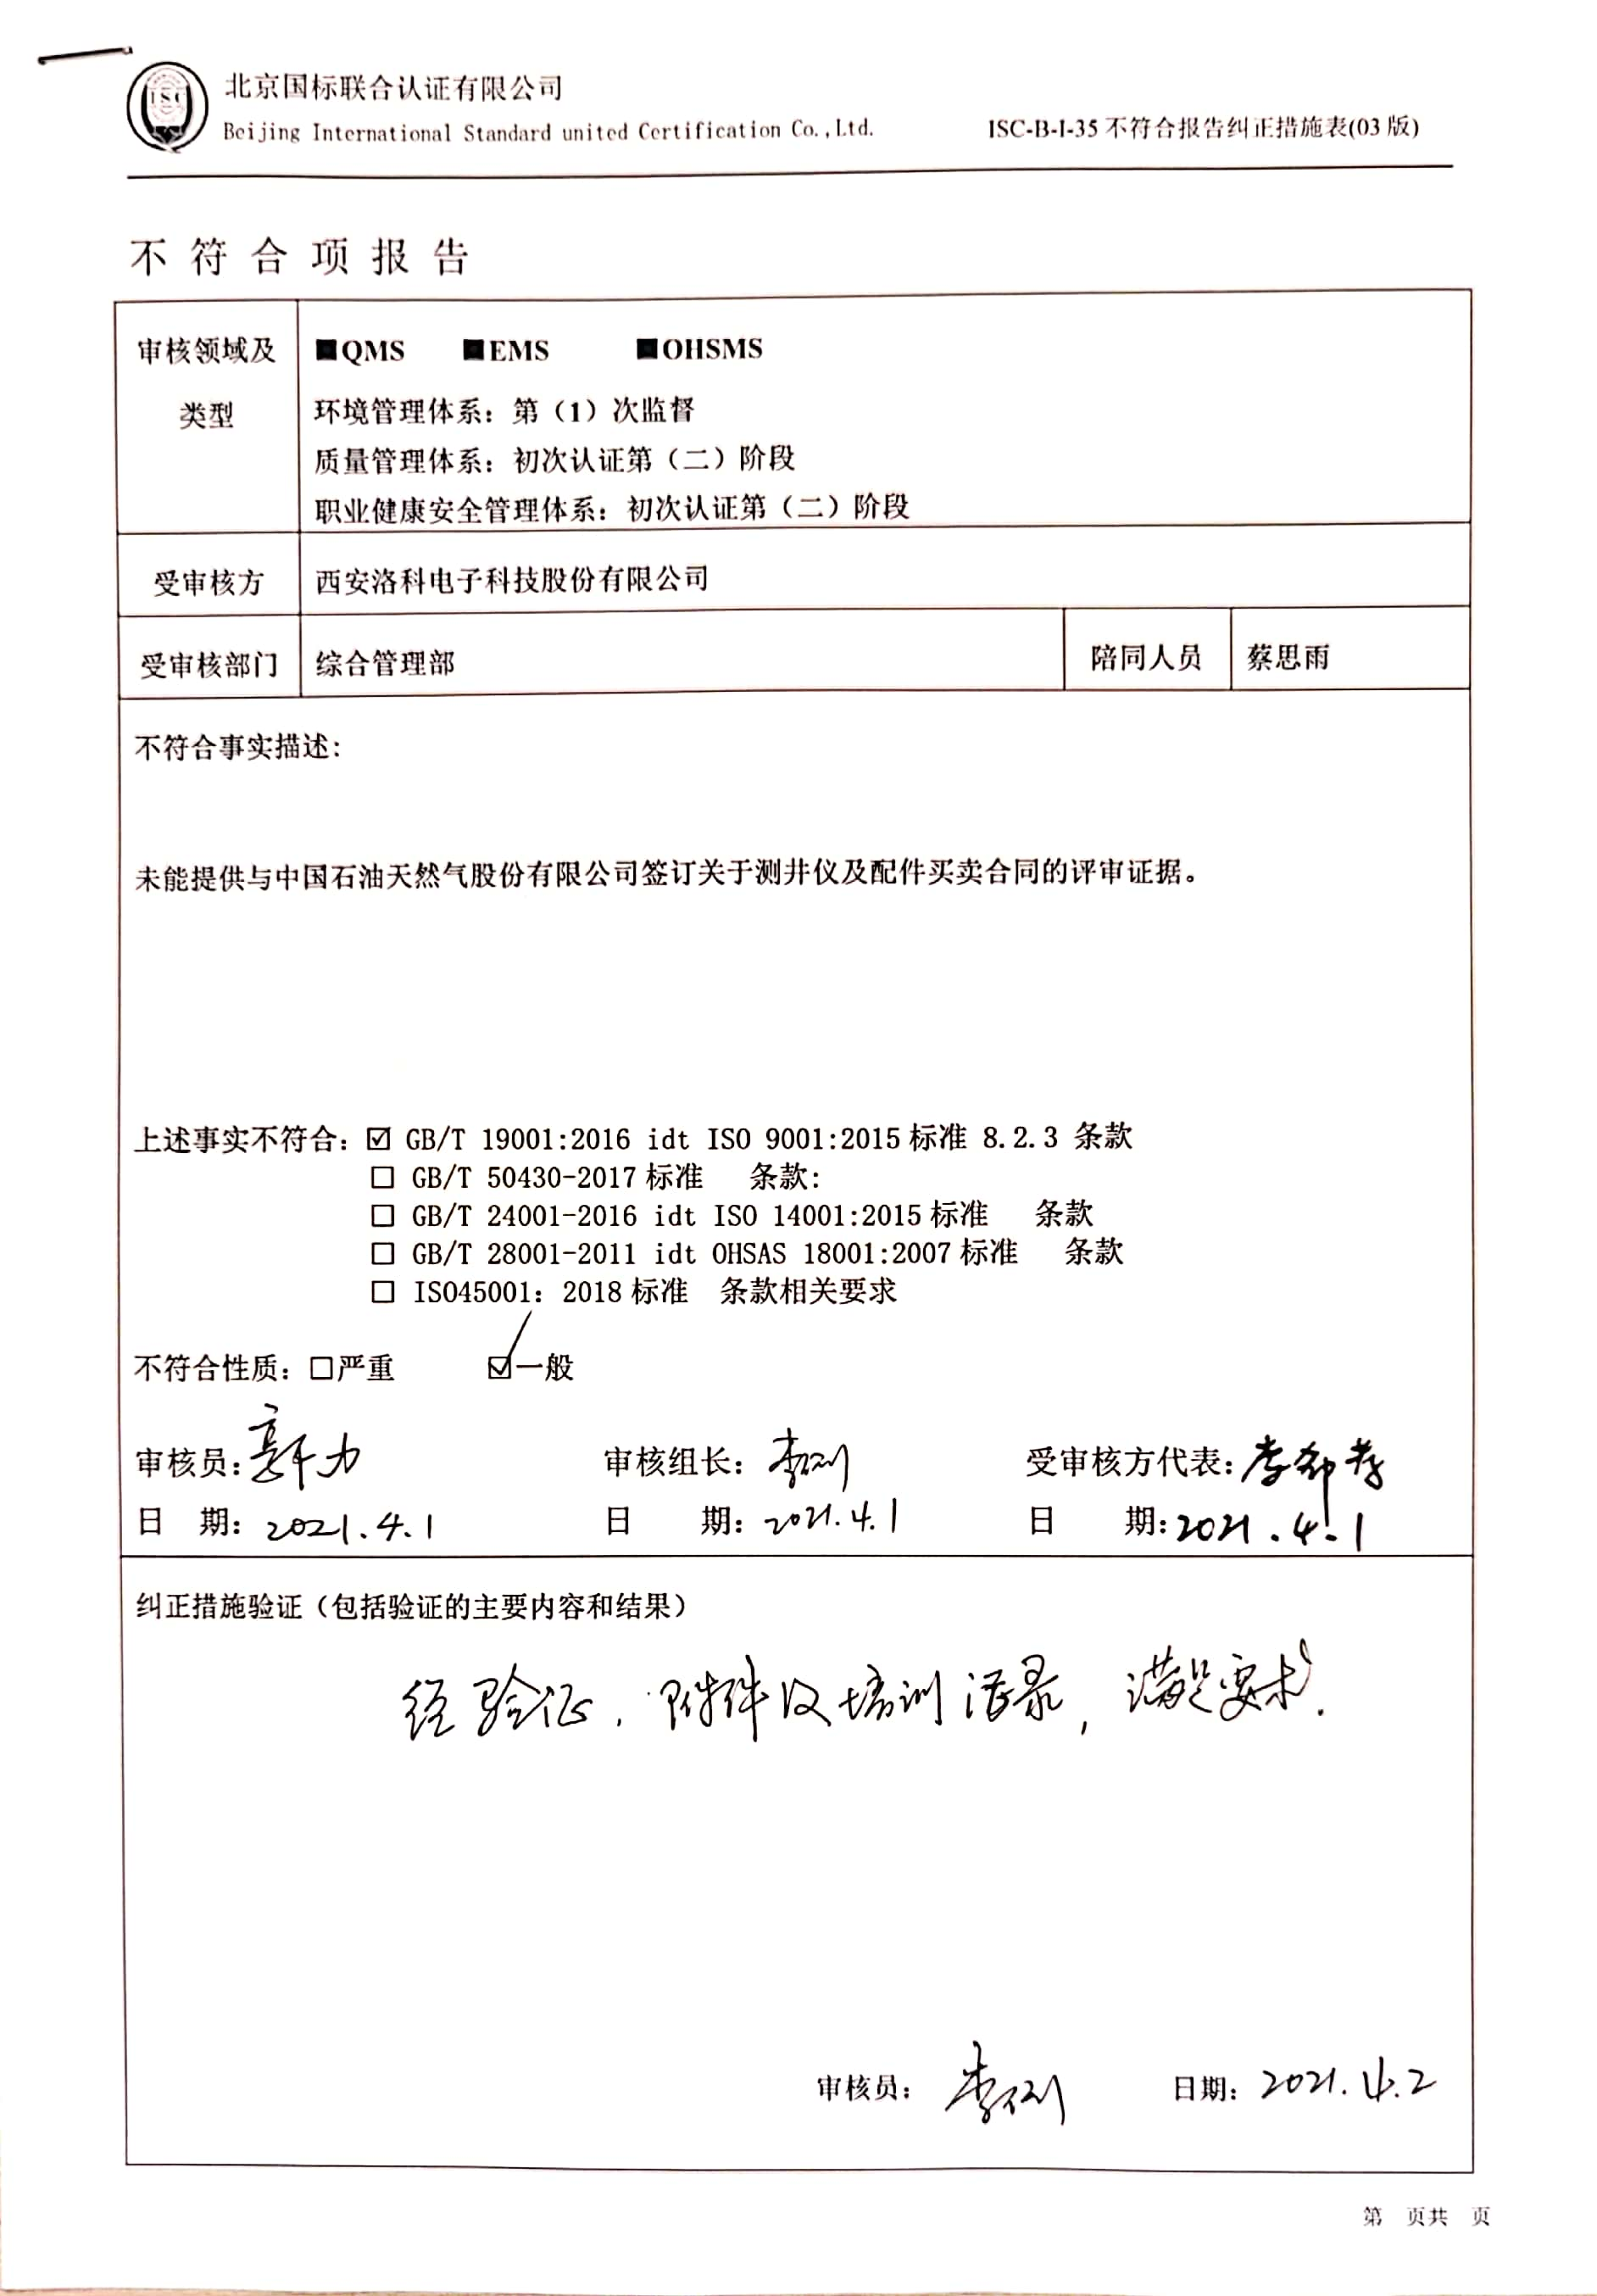 北京国标联合认证有限公司
Beijing International Standard united Certification Co.,Ltd.
ISC-B-I-35 不符合报告纠正措施表(03 版)
不符合项报告
审核领域及类型
■QMS ■EMS ■OHSMS
环境管理体系：第（1）次监督
质量管理体系：初次认证第（二）阶段
职业健康安全管理体系：初次认证第（二）阶段
受审核方 西安洛科电子科技股份有限公司
受审核部门 综合管理部 陪同人员 蔡思雨
不符合事实描述：
未能提供与中国石油天然气股份有限公司签订关于测井仪及配件买卖合同的评审证据。
上述事实不符合：☑ GB/T 19001:2016 idt ISO 9001:2015 标准 8.2.3 条款
□ GB/T 50430-2017 标准 条款：
□ GB/T 24001-2016 idt ISO 14001:2015 标准 条款
□ GB/T 28001-2011 idt OHSAS 18001:2007 标准 条款
□ ISO45001：2018 标准 条款相关要求
不符合性质：□严重 ☑一般
审核员： 审核组长： 受审核方代表：
日 期：2021.4.1 日 期：2021.4.1 日 期：2021.4.1
纠正措施验证（包括验证的主要内容和结果）
经验证，附件及培训记录，满足要求.
审核员： 日期：2021.4.2
第 页共 页